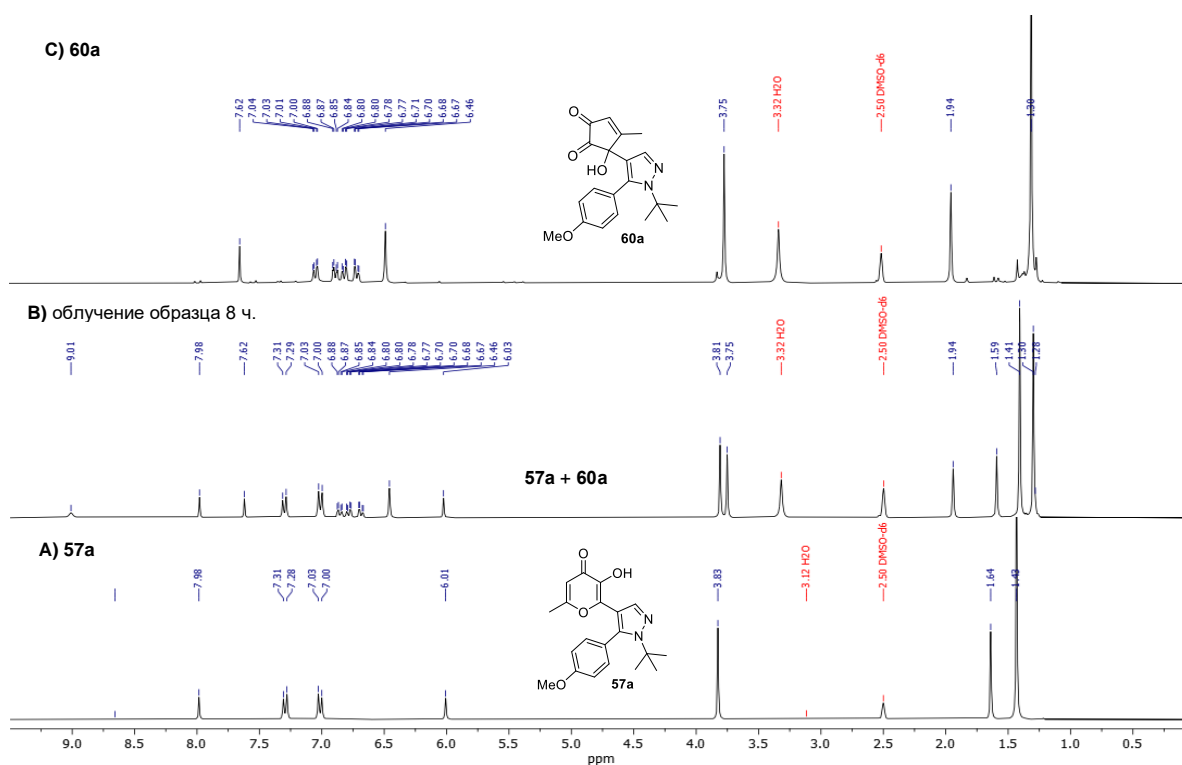 C) 60a
7.62
7.04
7.03
7.01
7.00
6.88
6.87
6.85
6.84
6.80
6.80
6.78
6.77
6.71
6.70
6.68
6.67
6.46
3.75
3.32 H2O
2.50 DMSO-d6
1.94
1.30
O
O
HO
N
N
MeO
60a
B) облучение образца 8 ч.
9.01
7.98
7.62
7.31
7.29
7.03
7.00
6.88
6.87
6.85
6.84
6.80
6.80
6.78
6.77
6.70
6.70
6.68
6.67
6.46
6.03
3.81
3.75
3.32 H2O
2.50 DMSO-d6
1.94
1.59
1.41
1.30
1.28
57a + 60a
A) 57a
7.98
7.31
7.28
7.03
7.00
6.01
3.83
3.12 H2O
2.50 DMSO-d6
1.64
1.43
O
OH
O
N
N
MeO
57a
9.0 8.5 8.0 7.5 7.0 6.5 6.0 5.5 5.0 4.5 4.0 3.5 3.0 2.5 2.0 1.5 1.0 0.5
ppm